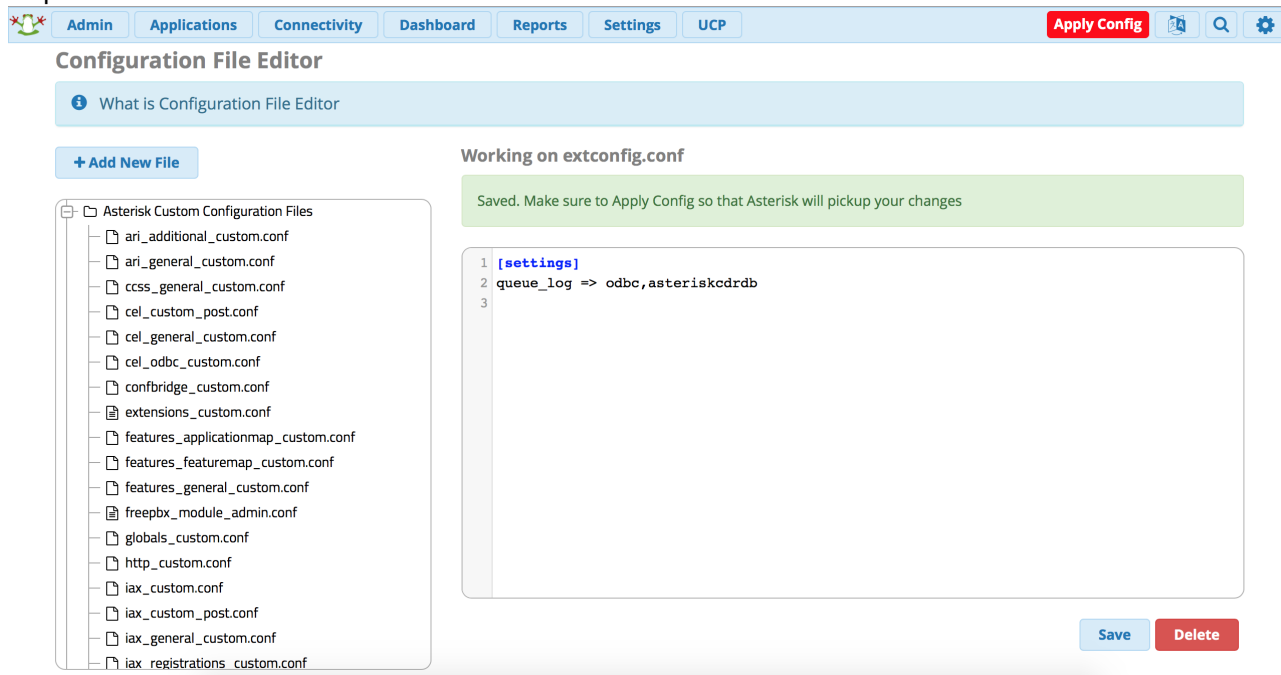 Admin Applications Connectivity Dashboard Reports Settings UCP Apply Config
Configuration File Editor
What is Configuration File Editor
+ Add New File
Asterisk Custom Configuration Files
ari_additional_custom.conf
ari_general_custom.conf
ccss_general_custom.conf
cel_custom_post.conf
cel_general_custom.conf
cel_odbc_custom.conf
confbridge_custom.conf
extensions_custom.conf
features_applicationmap_custom.conf
features_featuremap_custom.conf
features_general_custom.conf
freepbx_module_admin.conf
globals_custom.conf
http_custom.conf
iax_custom.conf
iax_custom_post.conf
iax_general_custom.conf
iax_registrations_custom.conf
Working on extconfig.conf
Saved. Make sure to Apply Config so that Asterisk will pickup your changes
1 [settings]
2 queue_log => odbc,asteriskcdrdb
3
Save Delete